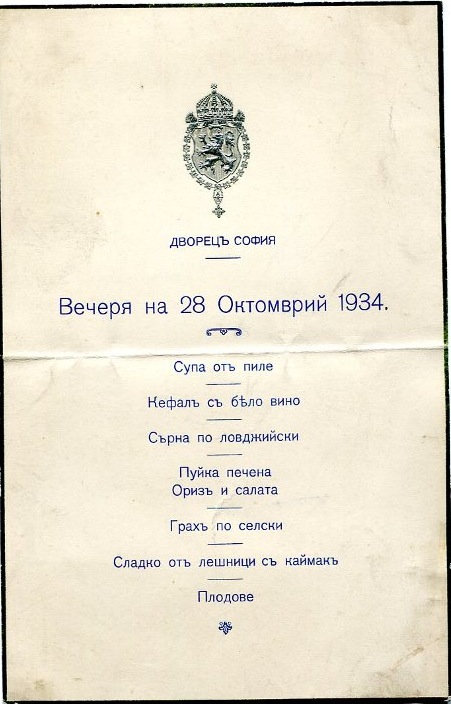 ДВОРЕЦЪ СОФИЯ
Вечеря на 28 Октомврий 1934.
Супа отъ пиле
Кефалъ съ бѣло вино
Сърна по ловджийски
Пуйка печена
Оризъ и салата
Грахъ по селски
Сладко отъ лешници съ каймакъ
Плодове